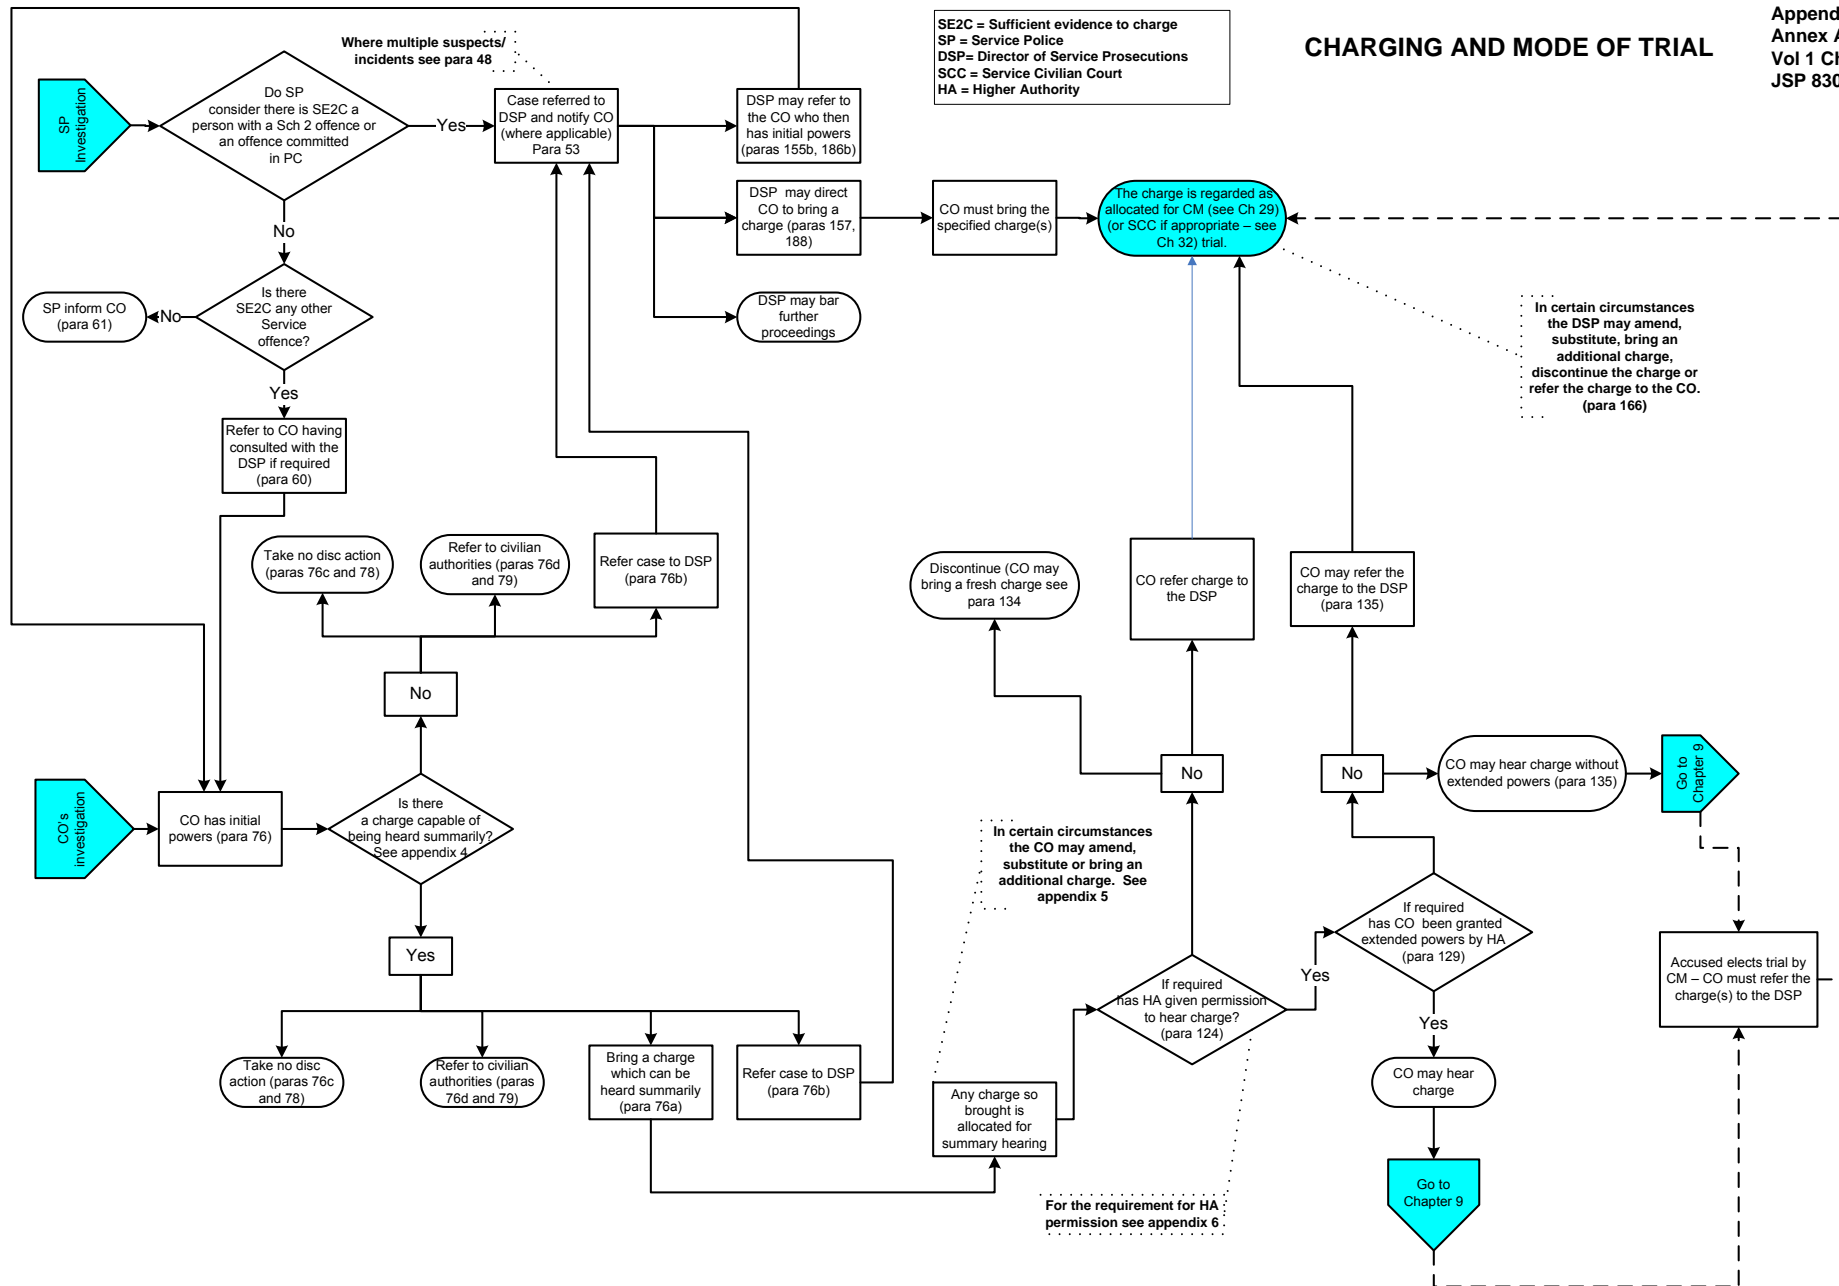 SE2C = Sufficient evidence to charge
SP = Service Police
DSP= Director of Service Prosecutions
SCC = Service Civilian Court
HA = Higher Authority
CHARGING AND MODE OF TRIAL
Append
Annex A
Vol 1 Ch
JSP 830
Where multiple suspects/
incidents see para 48
SP
Investigation
Do SP
consider there is SE2C a
person with a Sch 2 offence or
an offence committed
in PC
Yes
Case referred to
DSP and notify CO
(where applicable)
Para 53
DSP may refer to
the CO who then
has initial powers
(paras 155b, 186b)
DSP may direct
CO to bring a
charge (paras 157,
188)
CO must bring the
specified charge(s)
The charge is regarded as
allocated for CM (see Ch 29)
(or SCC if appropriate – see
Ch 32) trial.
No
Is there
SE2C any other
Service
offence?
No
SP inform CO
(para 61)
DSP may bar
further
proceedings
In certain circumstances
the DSP may amend,
substitute, bring an
additional charge,
discontinue the charge or
refer the charge to the CO.
(para 166)
Yes
Refer to CO having
consulted with the
DSP if required
(para 60)
Take no disc action
(paras 76c and 78)
Refer to civilian
authorities (paras 76d
and 79)
Refer case to DSP
(para 76b)
Discontinue (CO may
bring a fresh charge see
para 134
CO refer charge to
the DSP
CO may refer the
charge to the DSP
(para 135)
No
No
No
CO may hear charge without
extended powers (para 135)
Go to
Chapter 9
CO's
investigation
CO has initial
powers (para 76)
Is there
a charge capable of
being heard summarily?
See appendix 4
In certain circumstances
the CO may amend,
substitute or bring an
additional charge.  See
appendix 5
If required
has CO  been granted
extended powers by HA
(para 129)
Yes
If required
has HA given permission
to hear charge?
(para 124)
Yes
Accused elects trial by
CM – CO must refer the
charge(s) to the DSP
Yes
Take no disc
action (paras 76c
and 78)
Refer to civilian
authorities (paras
76d and 79)
Bring a charge
which can be
heard summarily
(para 76a)
Refer case to DSP
(para 76b)
Any charge so
brought is
allocated for
summary hearing
CO may hear
charge
For the requirement for HA
permission see appendix 6
Go to
Chapter 9